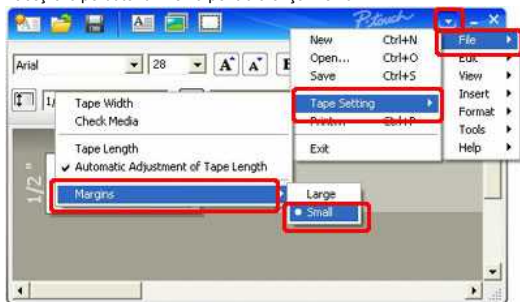 P-touch
New Ctrl+N
Open... Ctrl+O
Save Ctrl+S
Tape Setting
Exit
File
View
Insert
Format
Tools
Help
Arial
28
A A
Tape Width
Check Media
Tape Length
Automatic Adjustment of Tape Length
Margins
Large
Small
1/2 "